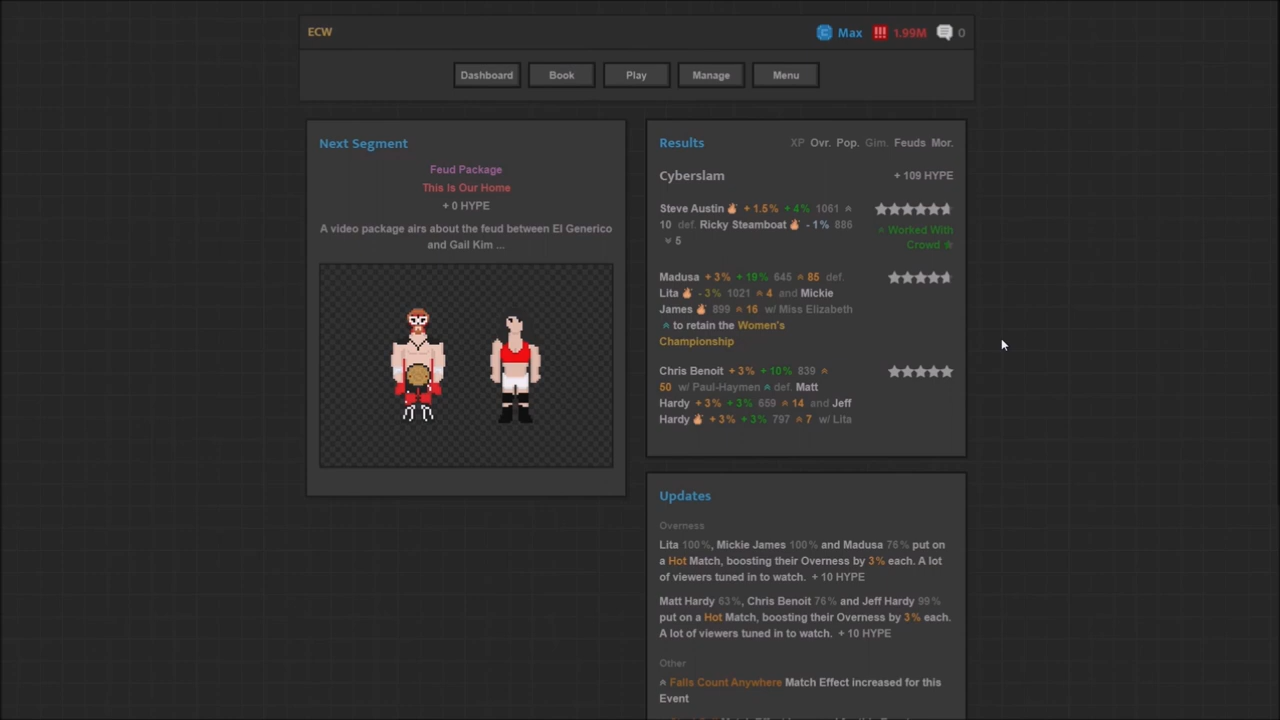 ECW
Max
1.99M
0
Dashboard
Book
Play
Manage
Menu
Next Segment
Feud Package
This Is Our Home
+ 0 HYPE
A video package airs about the feud between El Generico
and Gail Kim ...
Results
XP Ovr. Pop. Gim. Feuds Mor.
Cyberslam
+ 109 HYPE
Steve Austin + 1.5% + 4% 1061
10 def. Ricky Steamboat - 1% 886
5
Worked With
Crowd
Madusa + 3% + 19% 645 85 def.
Lita - 3% 1021 4 and Mickie
James 899 16 w/ Miss Elizabeth
to retain the Women's
Championship
Chris Benoit + 3% + 10% 839
50 w/ Paul-Haymen def. Matt
Hardy + 3% + 3% 659 14 and Jeff
Hardy + 3% + 3% 797 7 w/ Lita
Updates
Overness
Lita 100%, Mickie James 100% and Madusa 76% put on
a Hot Match, boosting their Overness by 3% each. A lot
of viewers tuned in to watch. + 10 HYPE
Matt Hardy 63%, Chris Benoit 76% and Jeff Hardy 99%
put on a Hot Match, boosting their Overness by 3% each.
A lot of viewers tuned in to watch. + 10 HYPE
Other
Falls Count Anywhere Match Effect increased for this
Event